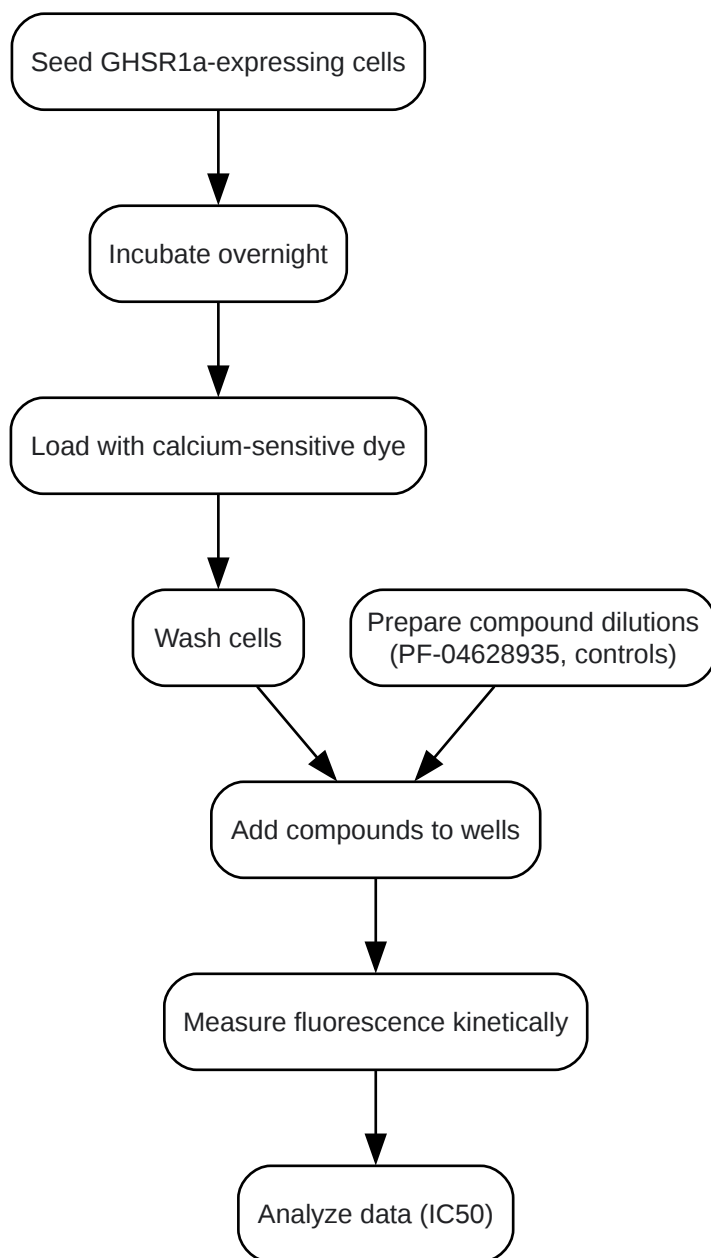 Seed GHSR1a-expressing cells
Incubate overnight
Load with calcium-sensitive dye
Wash cells
Prepare compound dilutions
(PF-04628935, controls)
Add compounds to wells
Measure fluorescence kinetically
Analyze data (IC50)